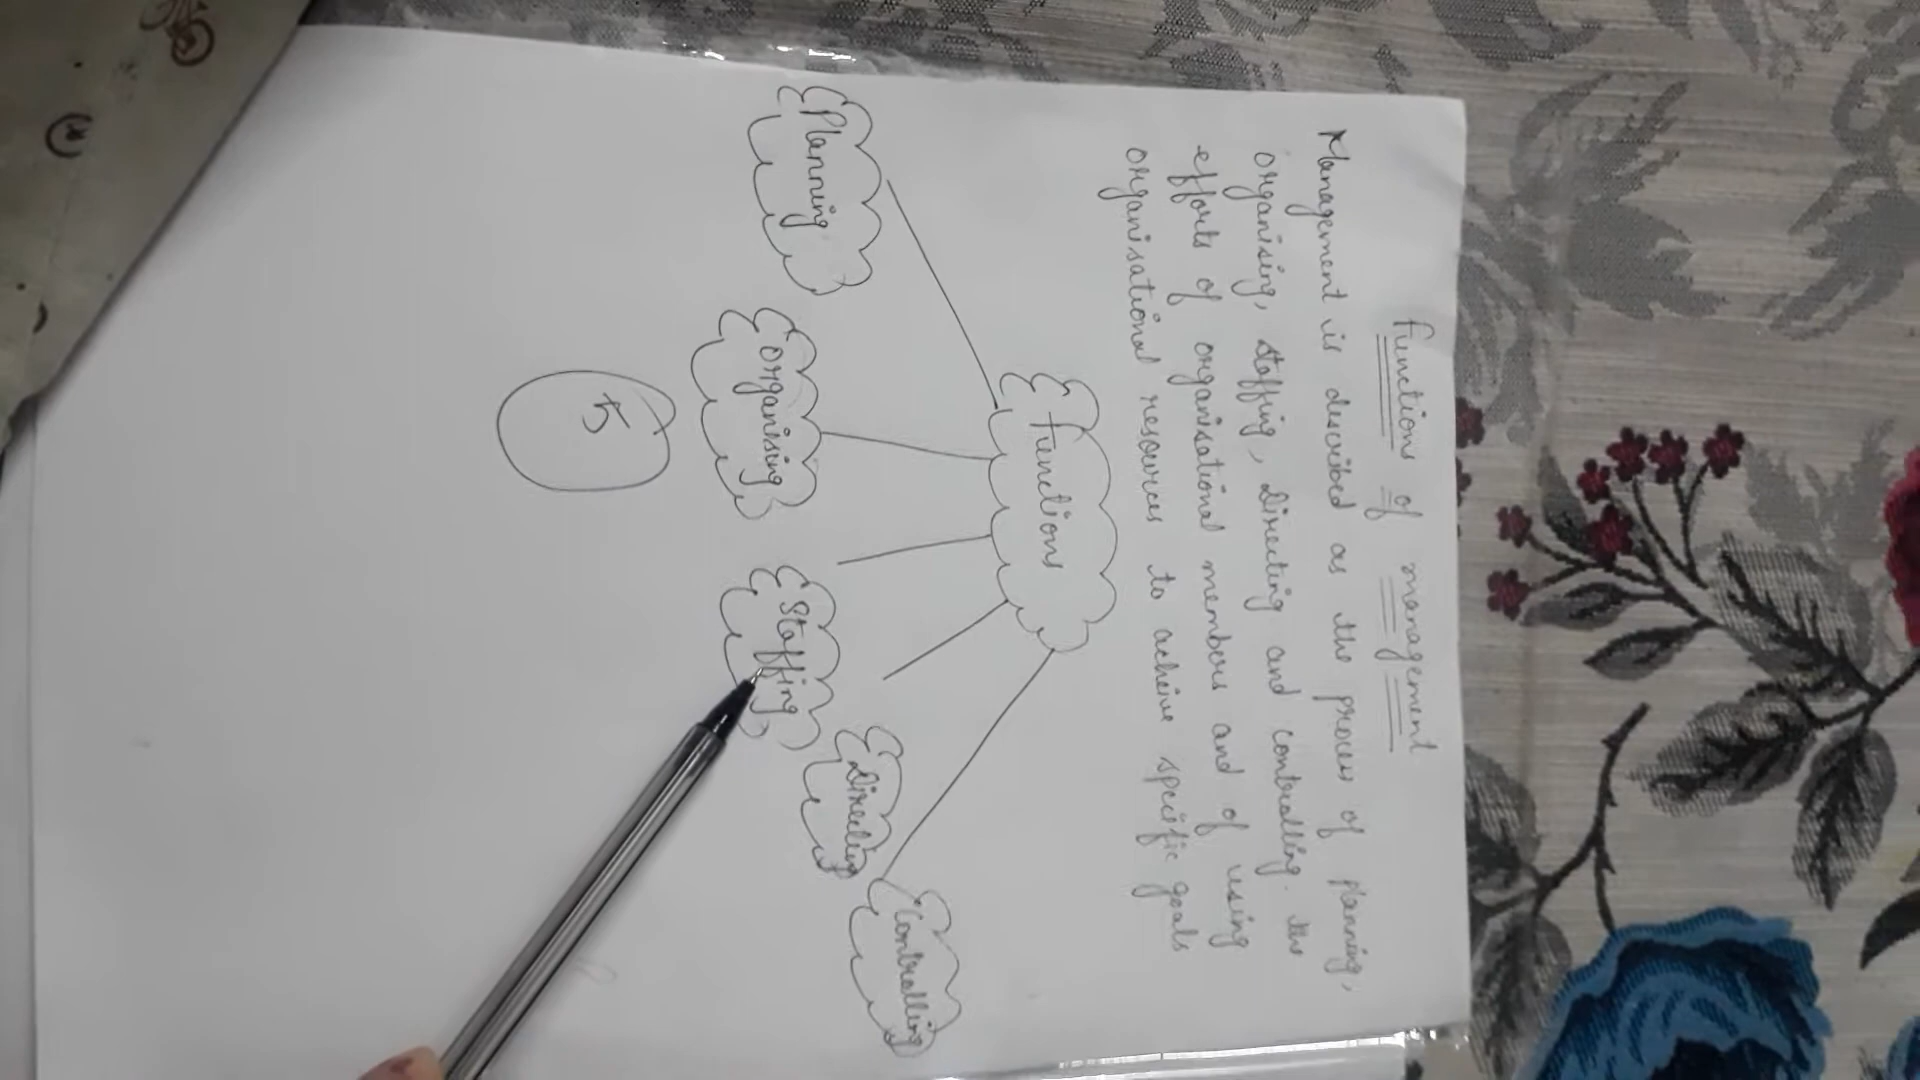 Functions of management
Management is described as the process of planning,
organising, staffing, directing and controlling. the
efforts of organisational members and of using
organisational resources to acheive specific goals
Functions
Planning
Organising
Staffing
Directing
Controlling
5